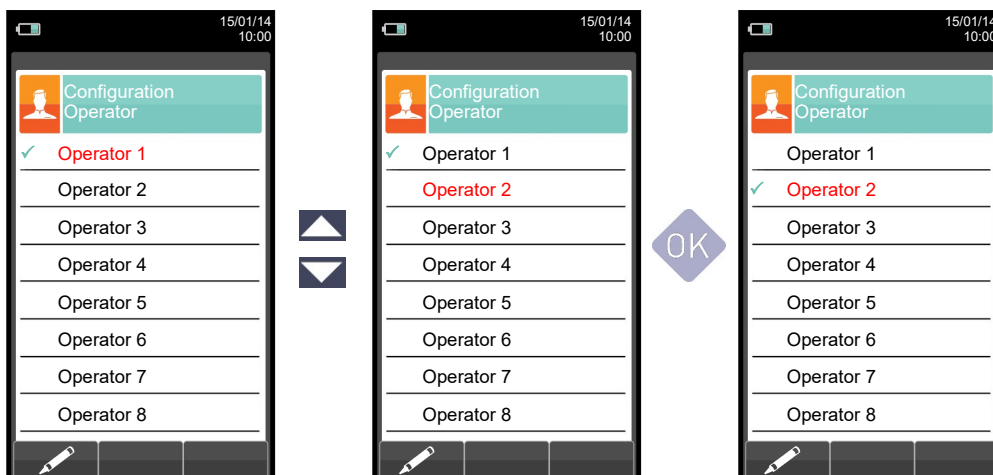 15/01/14
10:00
Configuration
Operator
Operator 1
Operator 2
Operator 3
Operator 4
Operator 5
Operator 6
Operator 7
Operator 8
15/01/14
10:00
Configuration
Operator
Operator 1
Operator 2
Operator 3
Operator 4
Operator 5
Operator 6
Operator 7
Operator 8
OK
15/01/14
10:00
Configuration
Operator
Operator 1
Operator 2
Operator 3
Operator 4
Operator 5
Operator 6
Operator 7
Operator 8